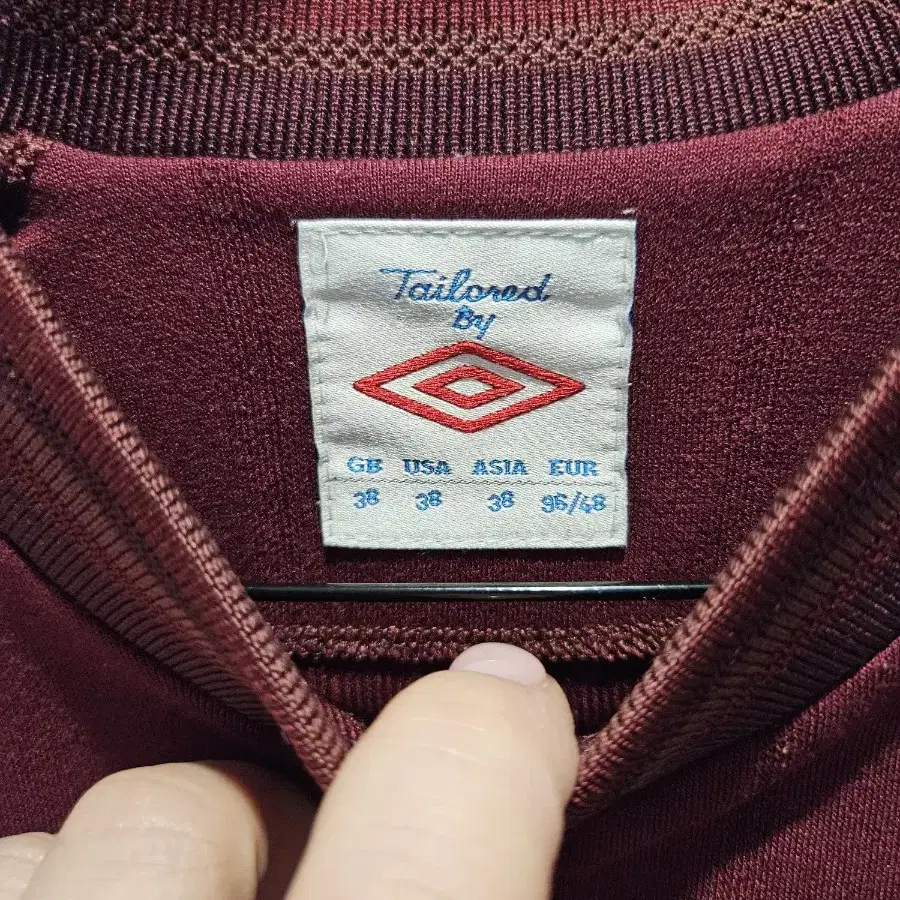 Tailored
By
GB USA ASIA EUR
38 38 38 96/48